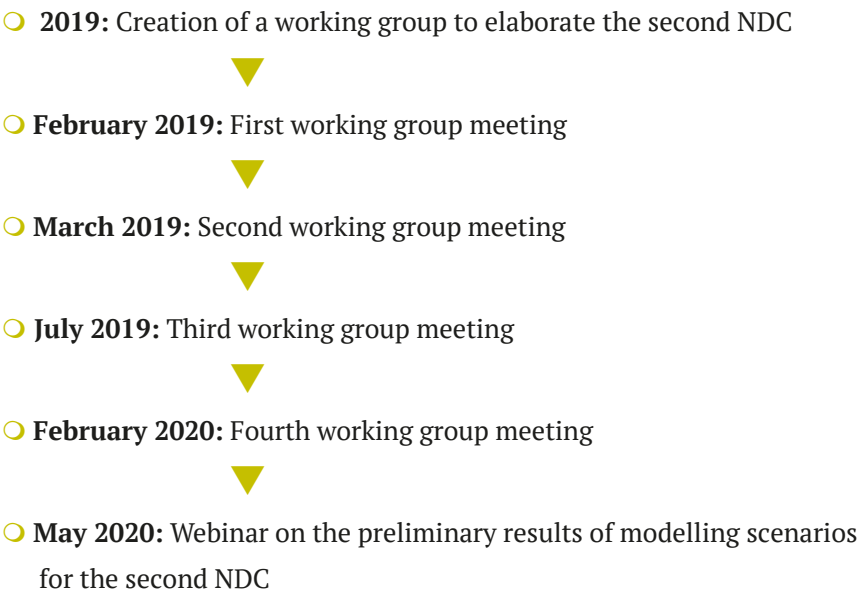 2019: Creation of a working group to elaborate the second NDC
February 2019: First working group meeting
March 2019: Second working group meeting
July 2019: Third working group meeting
February 2020: Fourth working group meeting
May 2020: Webinar on the preliminary results of modelling scenarios
for the second NDC